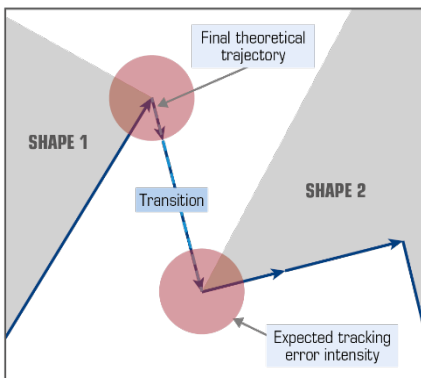 Final theoretical
trajectory
SHAPE 1
SHAPE 2
Transition
Expected tracking
error intensity